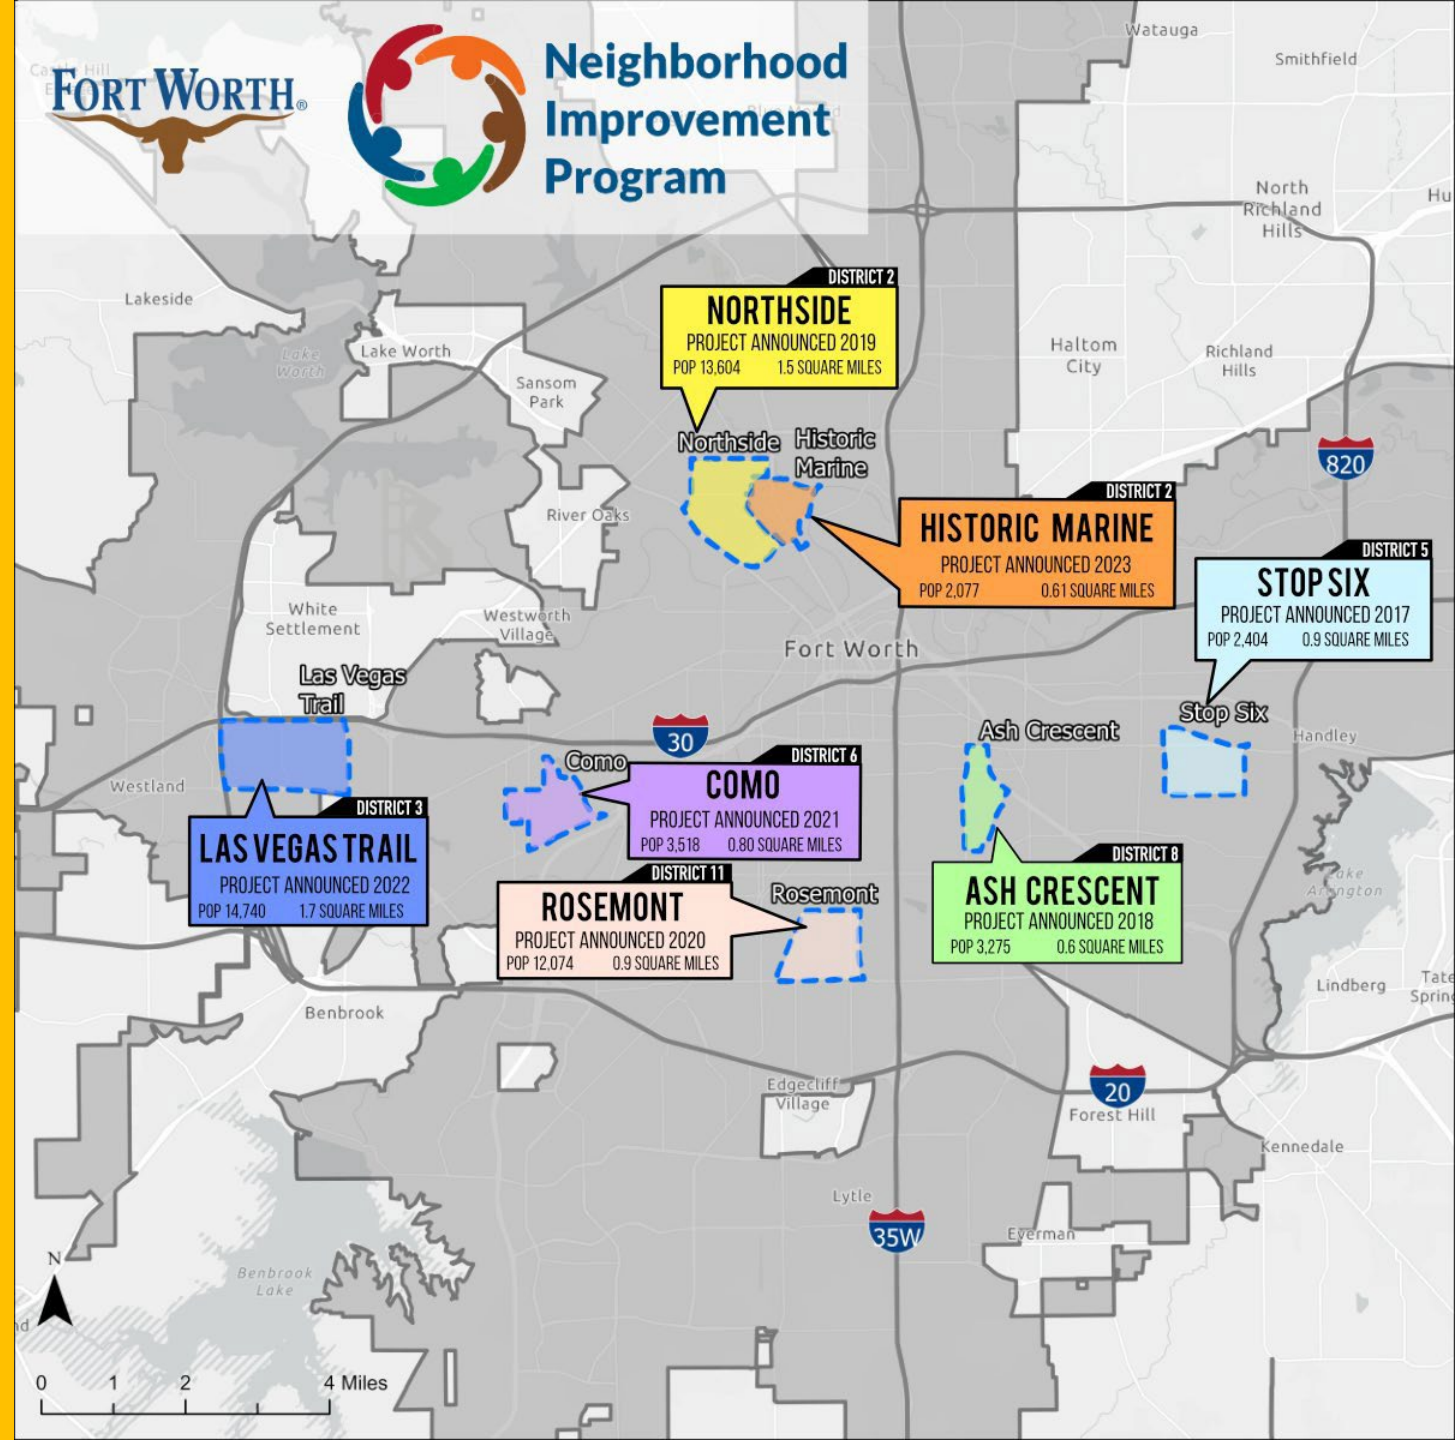 FORT WORTH®
Neighborhood
Improvement
Program
Watauga
Smithfield
North
Richland
Hills
Lakeside
Lake
Worth
Lake Worth
Sansom
Park
Haltom
City
Richland
Hills
DISTRICT 2
NORTHSIDE
PROJECT ANNOUNCED 2019
POP 13,604 1.5 SQUARE MILES
Northside
Historic
Marine
820
River Oaks
DISTRICT 2
HISTORIC MARINE
PROJECT ANNOUNCED 2023
POP 2,077 0.61 SQUARE MILES
DISTRICT 5
STOP SIX
PROJECT ANNOUNCED 2017
POP 2,404 0.9 SQUARE MILES
White
Settlement
Westworth
Village
Fort Worth
Las Vegas
Trail
Stop Six
Handley
30
Ash Crescent
Como
Westland
DISTRICT 6
COMO
PROJECT ANNOUNCED 2021
POP 3,518 0.80 SQUARE MILES
DISTRICT 3
LAS VEGAS TRAIL
PROJECT ANNOUNCED 2022
POP 14,740 1.7 SQUARE MILES
DISTRICT 11
ROSEMONT
PROJECT ANNOUNCED 2020
POP 12,074 0.9 SQUARE MILES
Rosemont
DISTRICT 8
ASH CRESCENT
PROJECT ANNOUNCED 2018
POP 3,275 0.6 SQUARE MILES
Lake
Arlington
Lindberg
Tate
Spring
Benbrook
Edgecliff
Village
20
Forest Hill
Kennedale
Lytle
35W
Everman
Benbrook
Lake
N
0 1 2 4 Miles